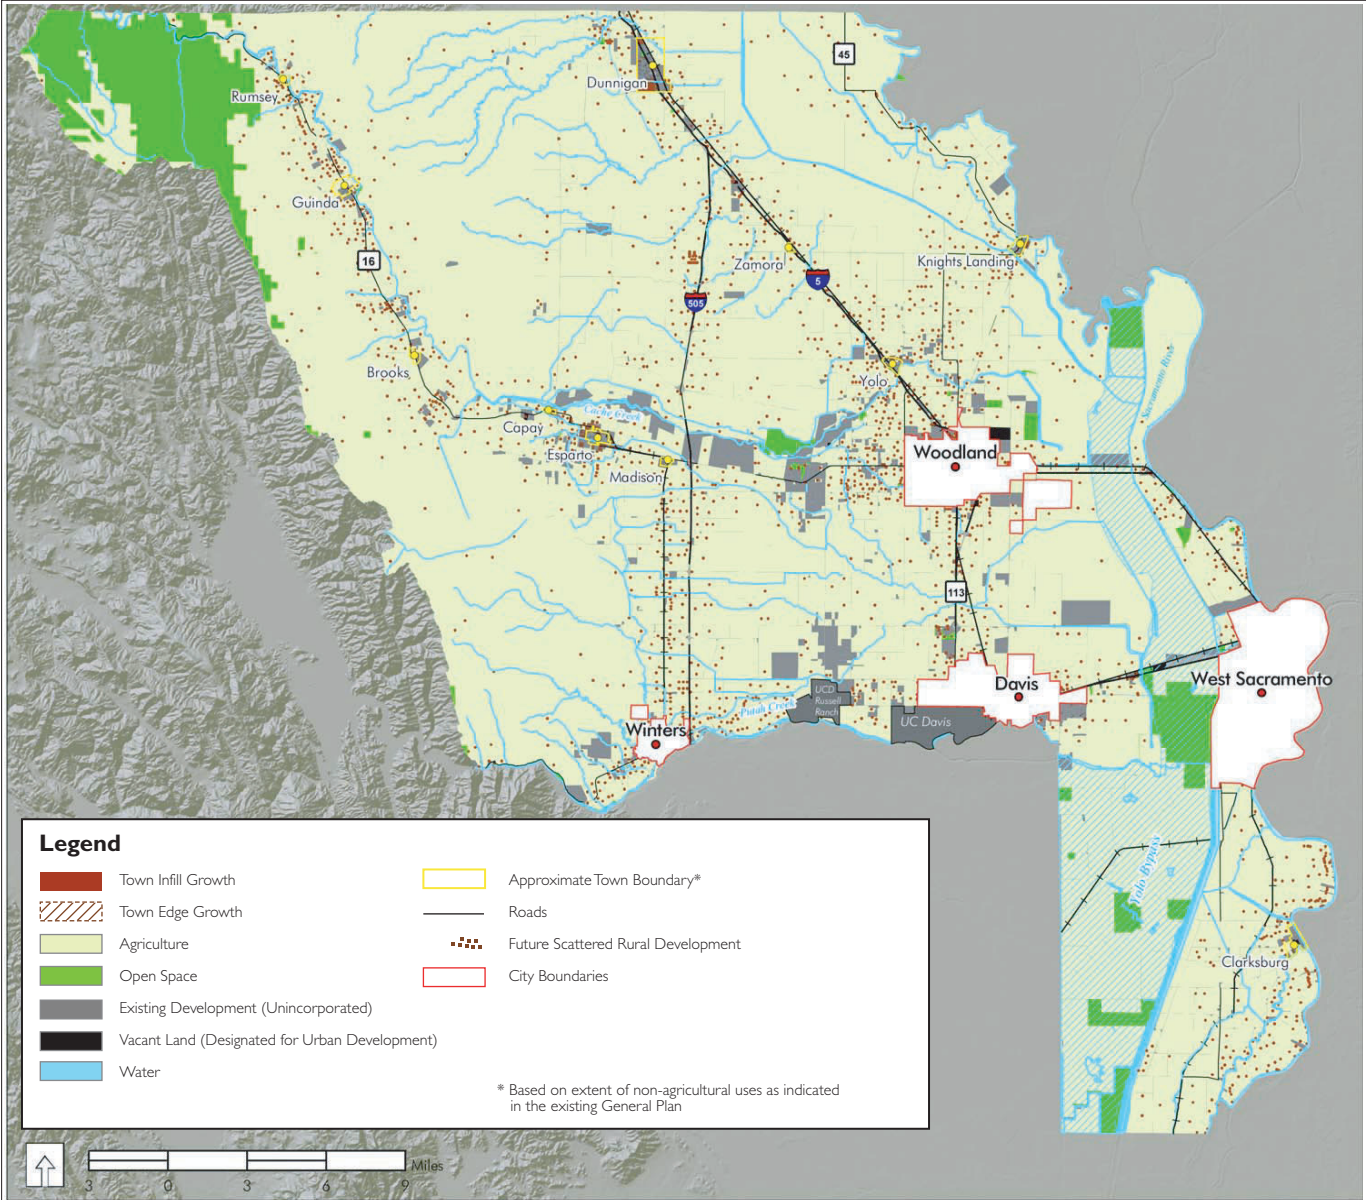 45
Dunnigan
Rumsey
Guinda
16
Zamora
Knights Landing
5
505
Sacramento River
Brooks
Yolo
Cache Creek
Capay
Esparto
Madison
Woodland
113
Davis
West Sacramento
UCD
Russell
Ranch
Putah Creek
UC Davis
Winters
Yolo Bypass
Clarksburg
Legend
Town Infill Growth
Town Edge Growth
Agriculture
Open Space
Existing Development (Unincorporated)
Vacant Land (Designated for Urban Development)
Water
Approximate Town Boundary*
Roads
Future Scattered Rural Development
City Boundaries
* Based on extent of non-agricultural uses as indicated
in the existing General Plan
Miles
3 0 3 6 9